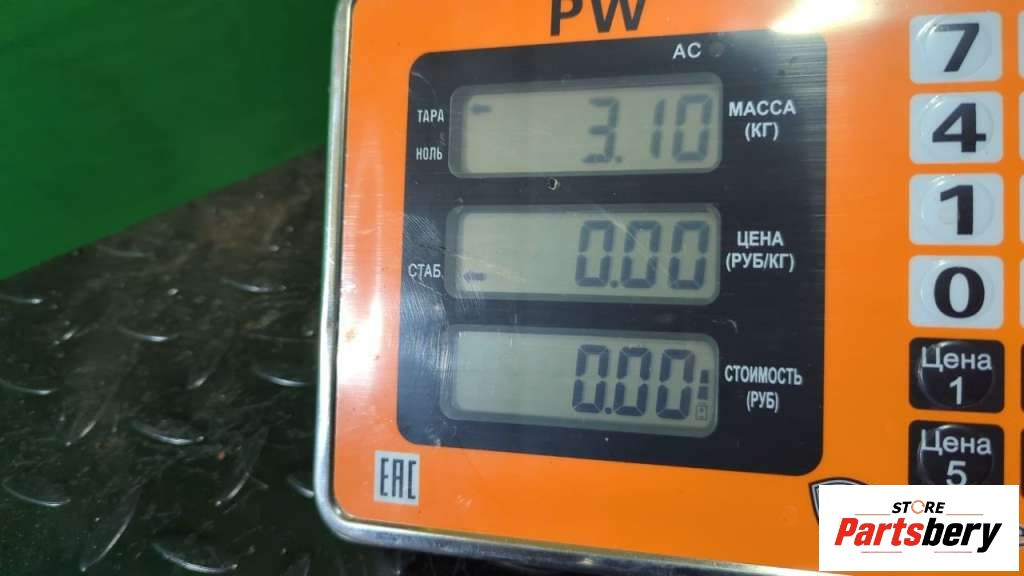 PW
AC
ТАРА
НОЛЬ
3.10
МАССА
(КГ)
СТАБ.
0.00
ЦЕНА
(РУБ/КГ)
0.00
СТОИМОСТЬ
(РУБ)
7
4
1
0
Цена
1
Цена
5
EAC
STORE
Partsbery